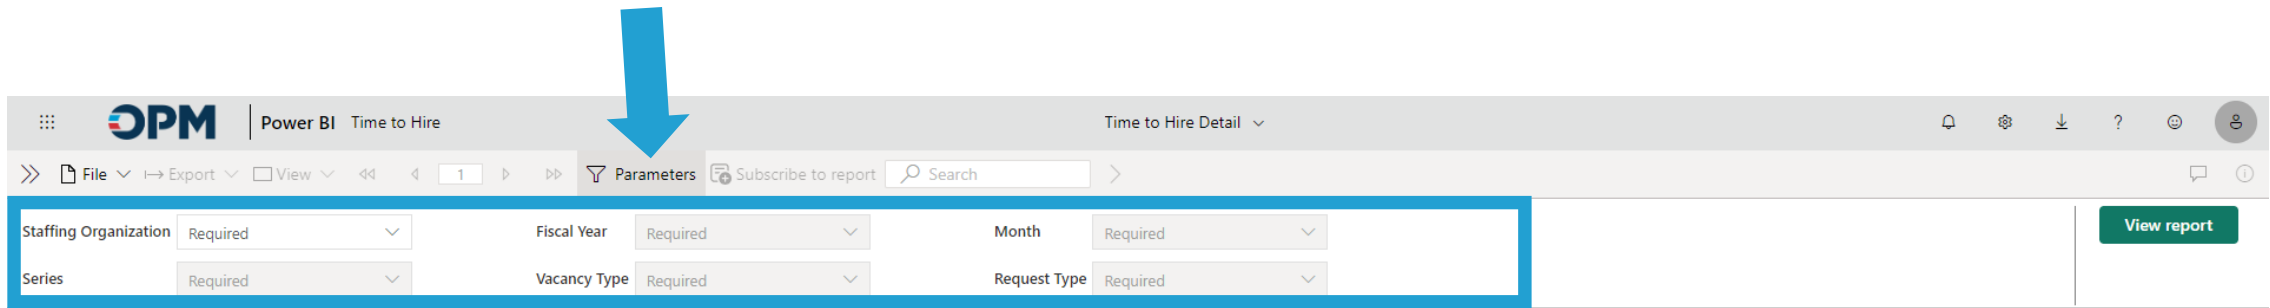 OPM Power BI Time to Hire Time to Hire Detail ?
File Export View 1 Parameters Subscribe to report Search
Staffing Organization Required Fiscal Year Required Month Required View report
Series Required Vacancy Type Required Request Type Required